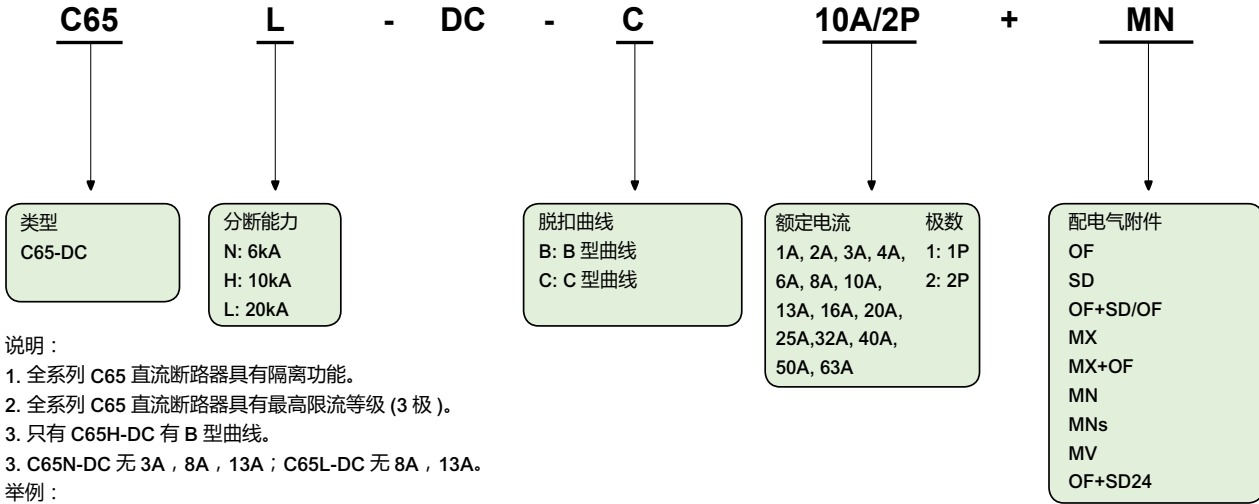 C65 L - DC - C 10A/2P + MN
类型
C65-DC
分断能力
N: 6kA
H: 10kA
L: 20kA
脱扣曲线
B: B 型曲线
C: C 型曲线
额定电流 极数
1A, 2A, 3A, 4A, 1: 1P
6A, 8A, 10A, 2: 2P
13A, 16A, 20A,
25A,32A, 40A,
50A, 63A
配电气附件
OF
SD
OF+SD/OF
MX
MX+OF
MN
MNs
MV
OF+SD24
说明：
1. 全系列 C65 直流断路器具有隔离功能。
2. 全系列 C65 直流断路器具有最高限流等级 (3 极 )。
3. 只有 C65H-DC 有 B 型曲线。
3. C65N-DC 无 3A，8A，13A；C65L-DC 无 8A，13A。
举例：